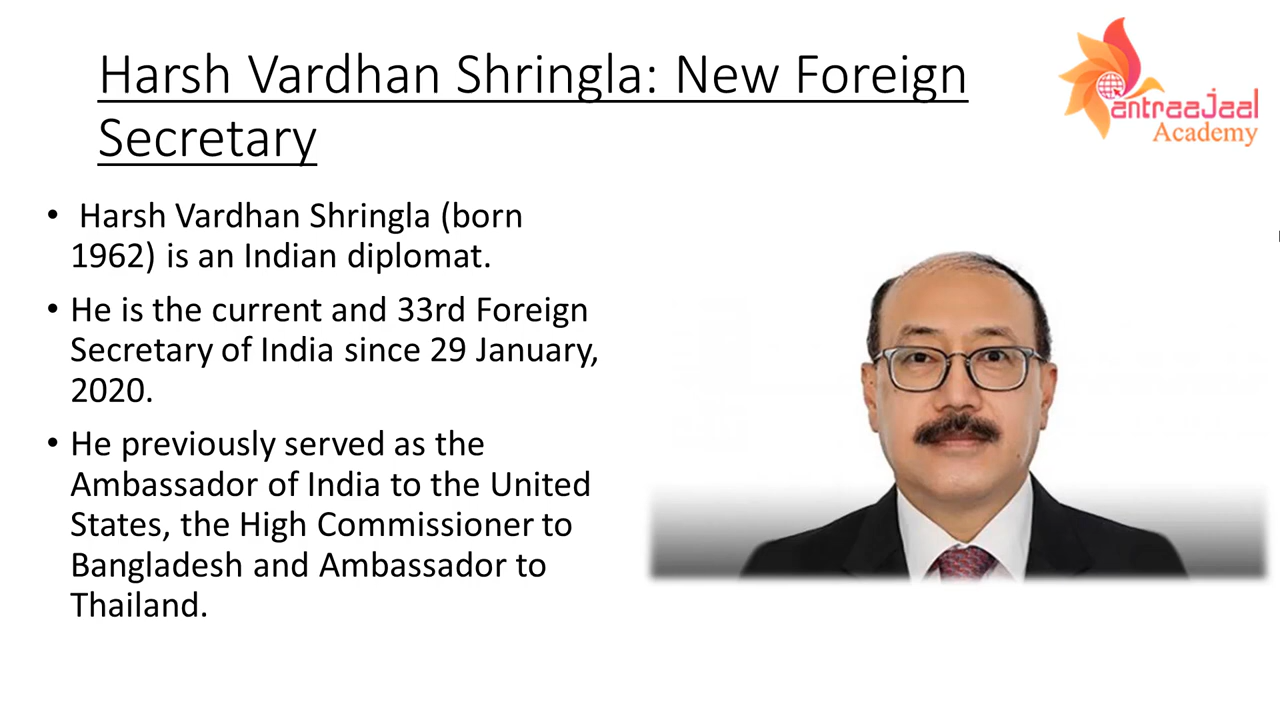 Harsh Vardhan Shringla: New Foreign
Secretary
antraajaal
Academy
• Harsh Vardhan Shringla (born
1962) is an Indian diplomat.
• He is the current and 33rd Foreign
Secretary of India since 29 January,
2020.
• He previously served as the
Ambassador of India to the United
States, the High Commissioner to
Bangladesh and Ambassador to
Thailand.